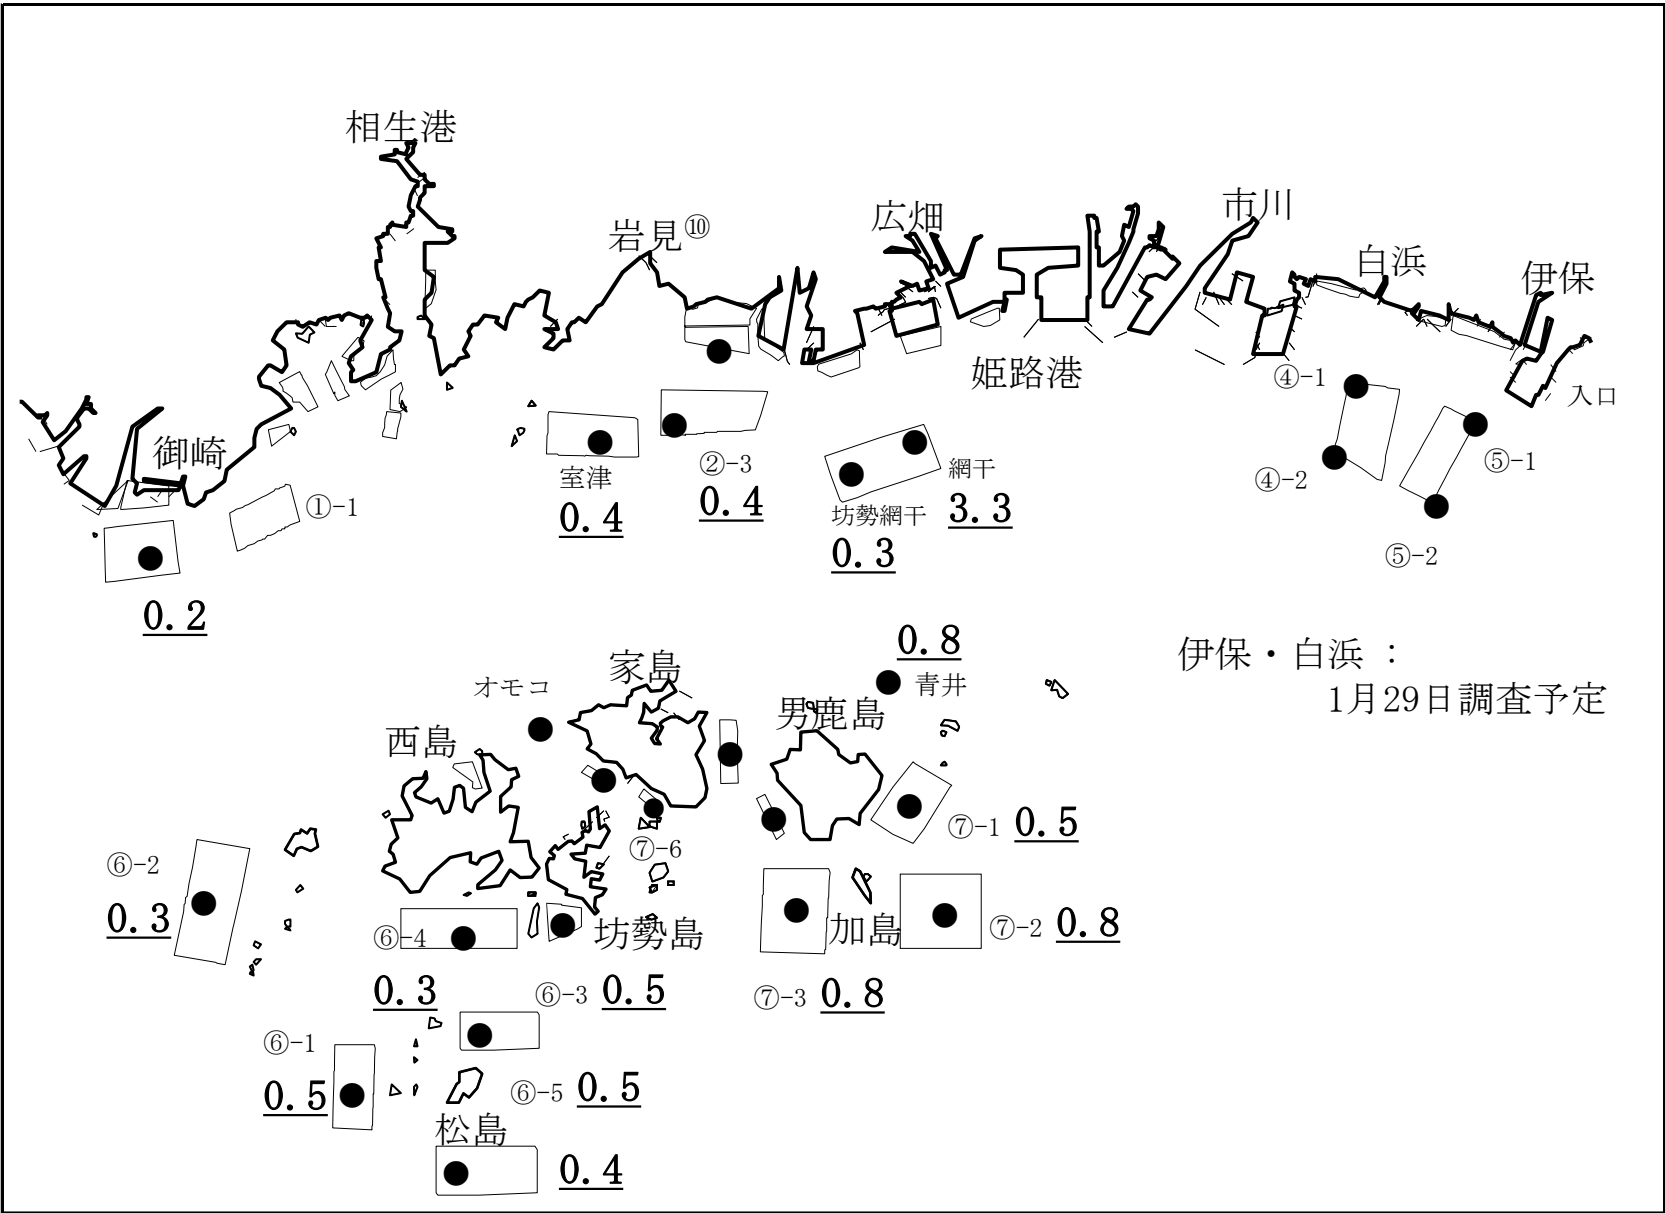 相生港
岩見⑩
広畑
市川
白浜
伊保
姫路港
④-1
入口
御崎
①-1
室津
0.4
②-3
0.4
網干
3.3
坊勢網干
0.3
④-2
⑤-1
⑤-2
0.2
0.8
青井
伊保・白浜 :
1月29日調査予定
オモコ
家島
男鹿島
西島
⑦-1 0.5
⑦-6
⑥-2
0.3
⑥-4
0.3
坊勢島
加島
⑦-2 0.8
⑥-3 0.5
⑦-3 0.8
⑥-1
0.5
⑥-5 0.5
松島
0.4